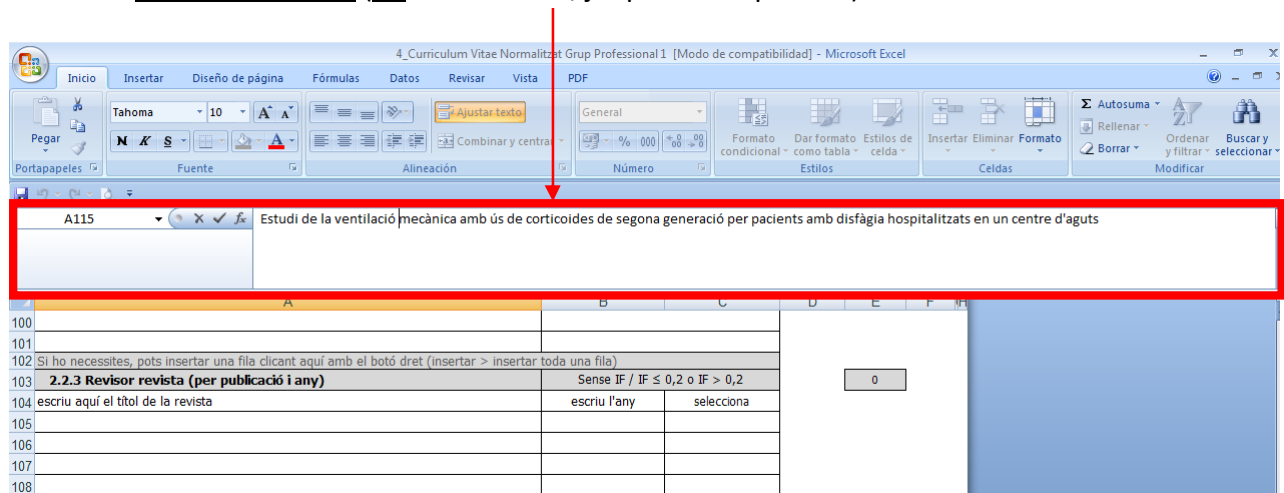 4_Curriculum Vitae Normalitzat Grup Professional 1 [Modo de compatibilidad] - Microsoft Excel
Inicio Insertar Diseño de página Fórmulas Datos Revisar Vista PDF
Tahoma 10 A A Ajustar texto General Σ Autosuma
Pegar N K S A Combinar y centrar % 000 Formato condicional Dar formato como tabla Estilos de celda Insertar Eliminar Formato Rellenar Borrar Ordenar y filtrar Buscar y seleccionar
Portapapeles Fuente Alineación Número Estilos Celdas Modificar
A115 fx Estudi de la ventilació mecànica amb ús de corticoides de segona generació per pacients amb disfàgia hospitalitzats en un centre d'aguts
A B C D E F H
100
101
102 Si ho necessites, pots insertar una fila clicant aquí amb el botó dret (insertar > insertar toda una fila)
103 2.2.3 Revisor revista (per publicació i any) Sense IF / IF ≤ 0,2 o IF > 0,2 0
104 escriu aquí el títol de la revista escriu l'any selecciona
105
106
107
108